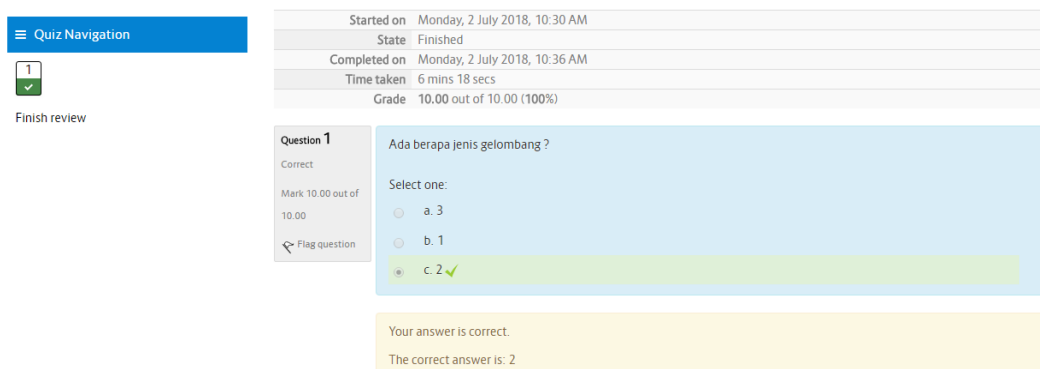 ≡ Quiz Navigation
1
Finish review
Started on Monday, 2 July 2018, 10:30 AM
State Finished
Completed on Monday, 2 July 2018, 10:36 AM
Time taken 6 mins 18 secs
Grade 10.00 out of 10.00 (100%)
Question 1
Correct
Mark 10.00 out of
10.00
Flag question
Ada berapa jenis gelombang ?
Select one:
a. 3
b. 1
c. 2
Your answer is correct.
The correct answer is: 2